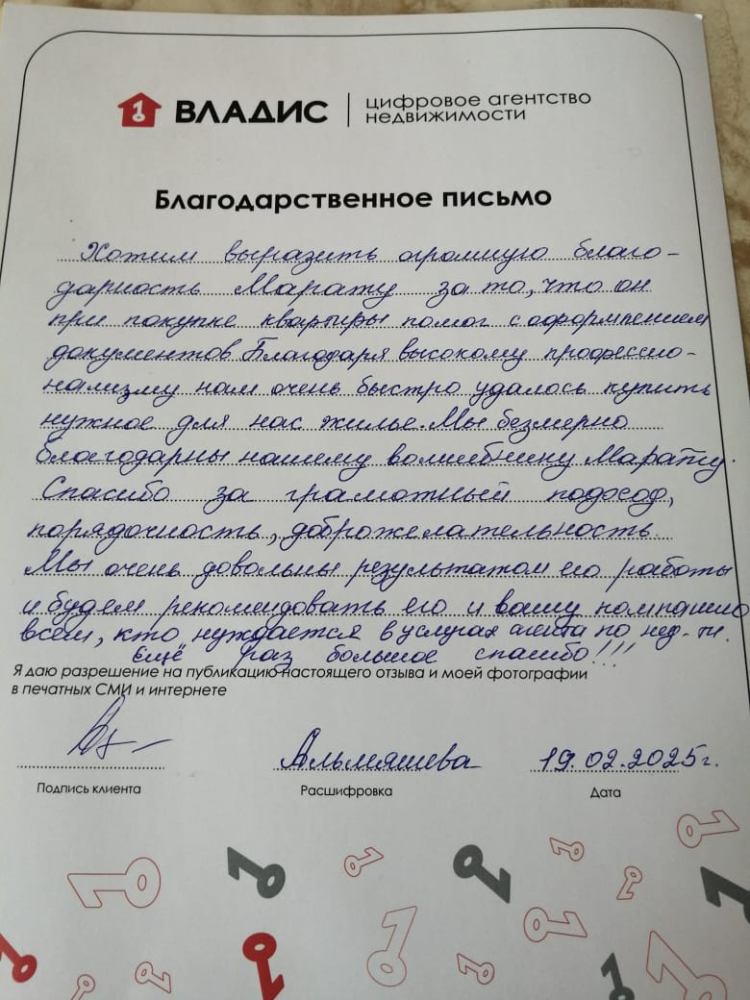 ВЛАДИС
цифровое агентство
недвижимости
Благодарственное письмо
Хотим выразить огромную благо-
дарность Марату за то, что он
при покупке квартиры помог с оформлением
документов Благодаря высокому профессио-
нализму нам очень быстро удалось купить
нужное для нас жилье. Мы безмерно
благодарны нашему волшебнику Марату.
Спасибо за грамотный подход,
порядочность, доброжелательность.
Мы очень довольны результатом его работы
и будем рекомендовать его и вашу компанию
всем, кто нуждается в услугах агента по нед-ти.
Ещё раз большое спасибо!!!
Я даю разрешение на публикацию настоящего отзыва и моей фотографии
в печатных СМИ и интернете
Альмяшева 19.02.2025г.
Подпись клиента Расшифровка Дата